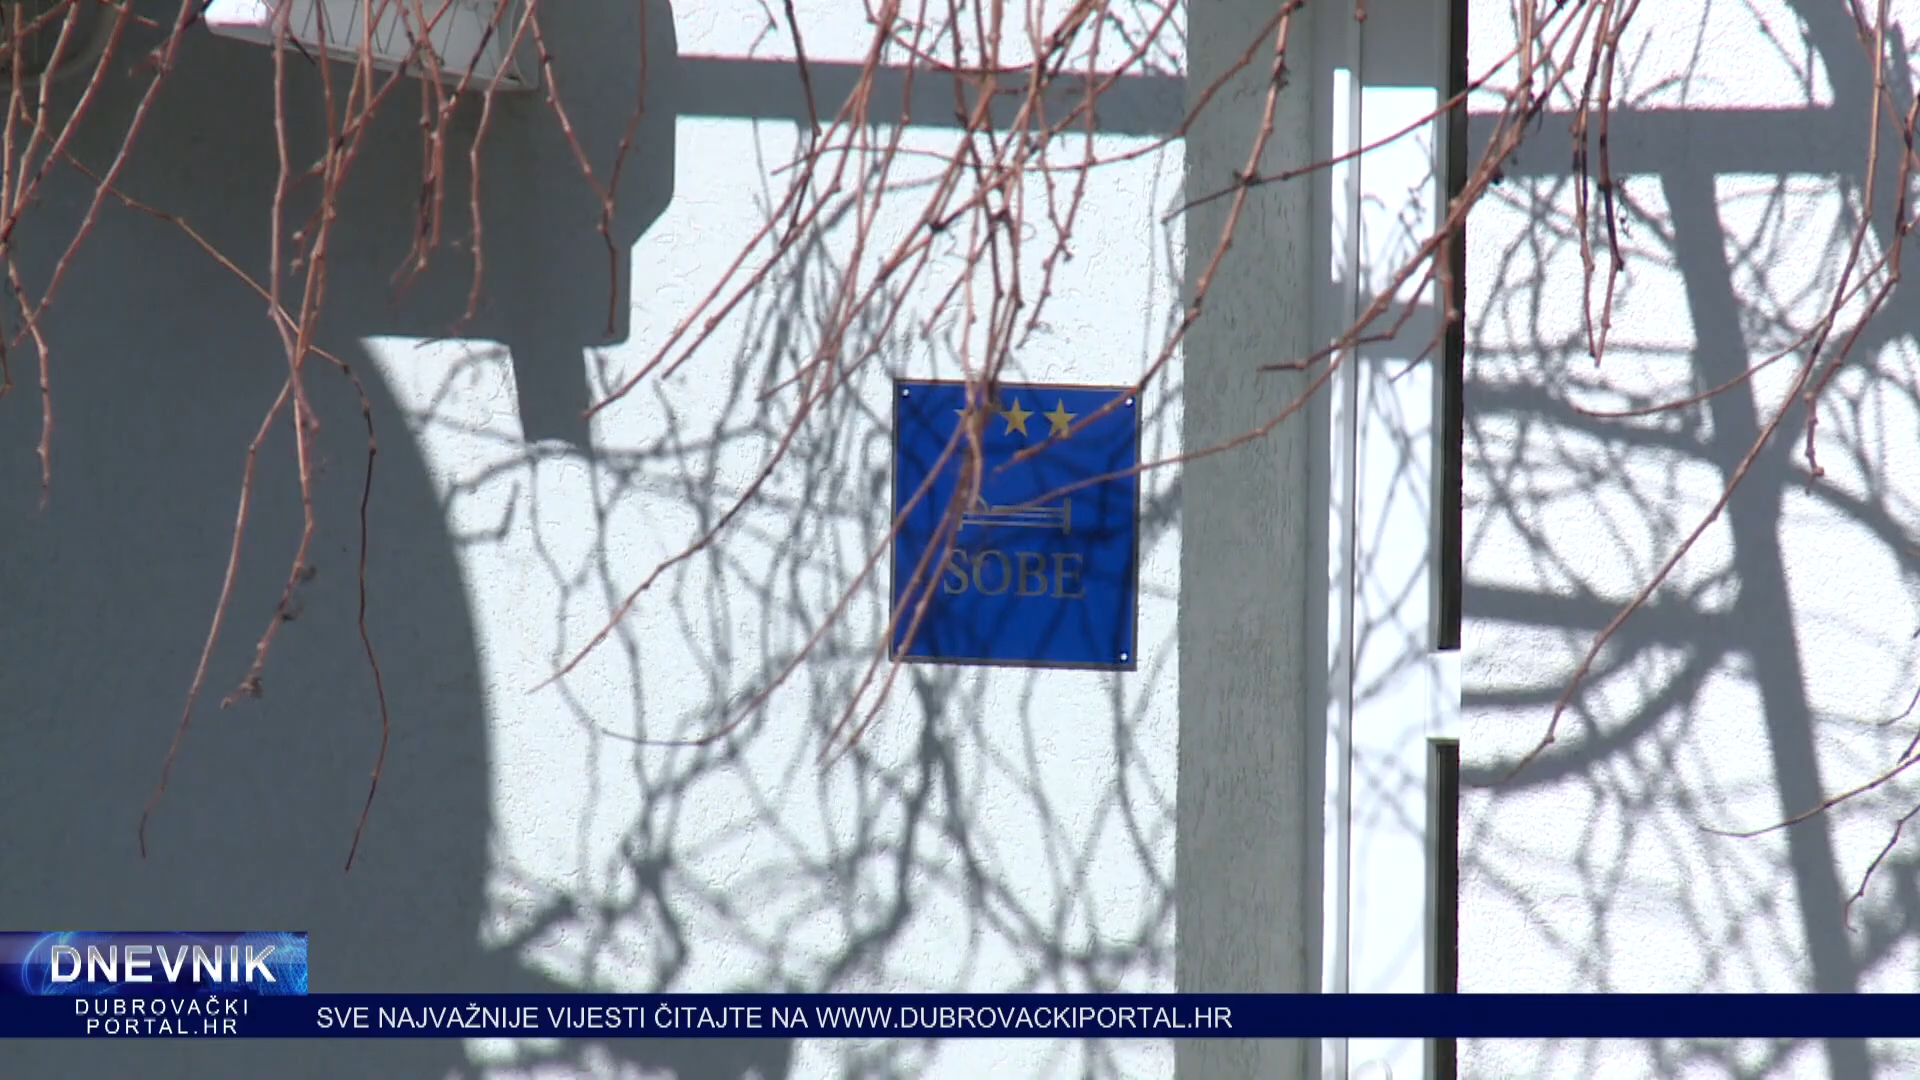 SOBE
DNEVNIK
DUBROVAČKI
PORTAL.HR
SVE NAJVAŽNIJE VIJESTI ČITAJTE NA WWW.DUBROVACKIPORTAL.HR